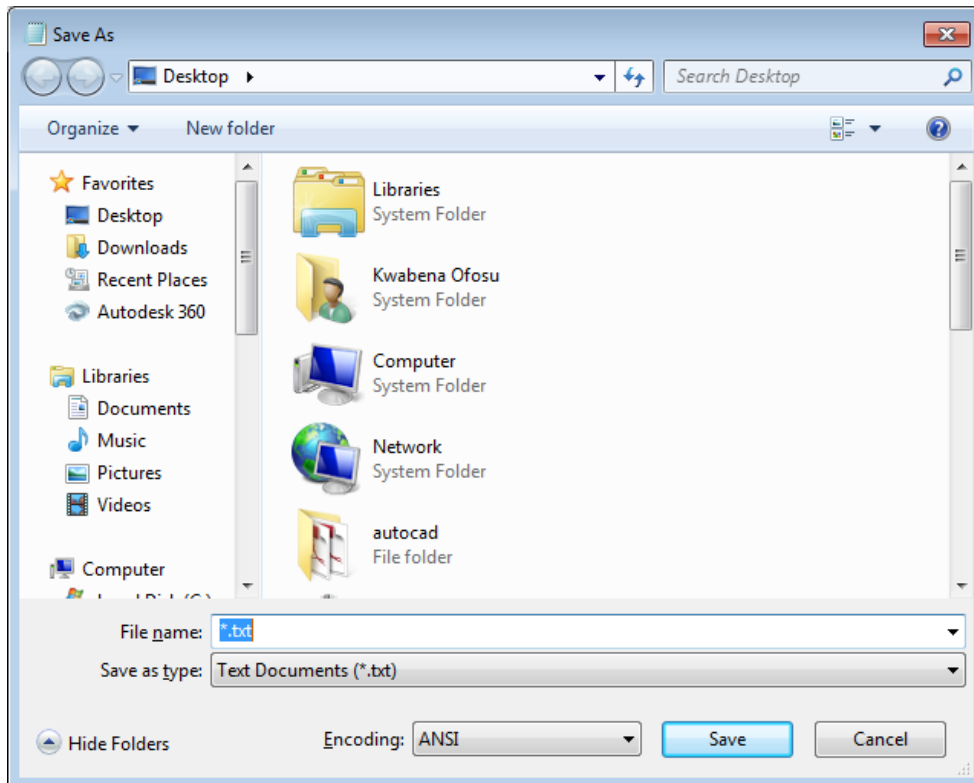 Save As
Desktop
Search Desktop
Organize
New folder
Favorites
Desktop
Downloads
Recent Places
Autodesk 360
Libraries
Documents
Music
Pictures
Videos
Computer
Libraries
System Folder
Kwabena Ofosu
System Folder
Computer
System Folder
Network
System Folder
autocad
File folder
File name: *.txt
Save as type: Text Documents (*.txt)
Hide Folders
Encoding: ANSI
Save
Cancel